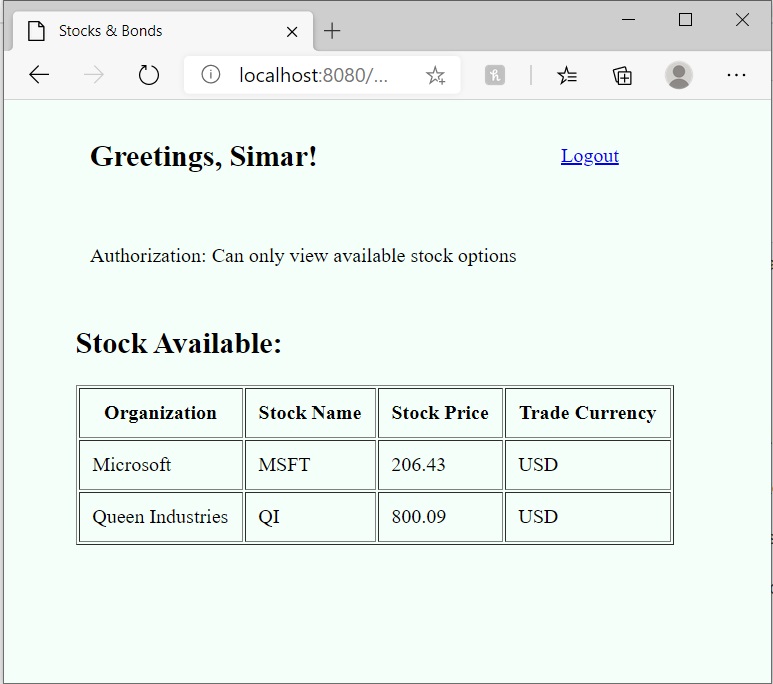 Stocks & Bonds
localhost:8080/...
Greetings, Simar!
Logout
Authorization: Can only view available stock options
Stock Available:
Organization Stock Name Stock Price Trade Currency
Microsoft MSFT 206.43 USD
Queen Industries QI 800.09 USD